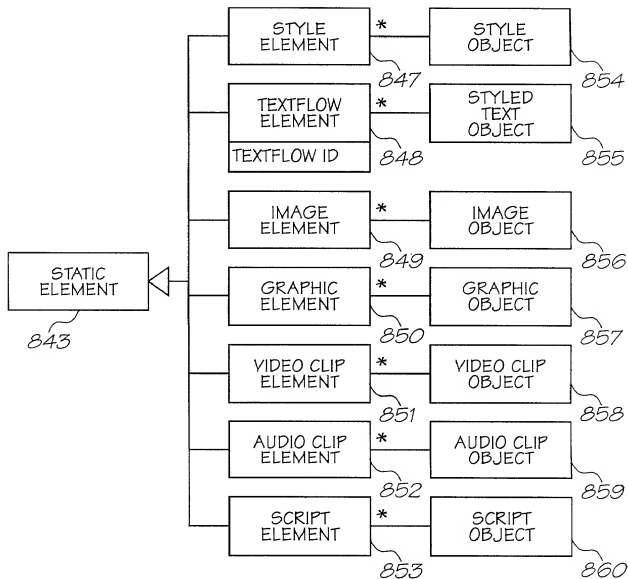 STYLE
ELEMENT
*
STYLE
OBJECT
847
854
TEXTFLOW
ELEMENT
*
STYLED
TEXT
OBJECT
TEXTFLOW ID
848
855
IMAGE
ELEMENT
*
IMAGE
OBJECT
849
856
STATIC
ELEMENT
843
GRAPHIC
ELEMENT
*
GRAPHIC
OBJECT
850
857
VIDEO CLIP
ELEMENT
*
VIDEO CLIP
OBJECT
851
858
AUDIO CLIP
ELEMENT
*
AUDIO CLIP
OBJECT
852
859
SCRIPT
ELEMENT
*
SCRIPT
OBJECT
853
860